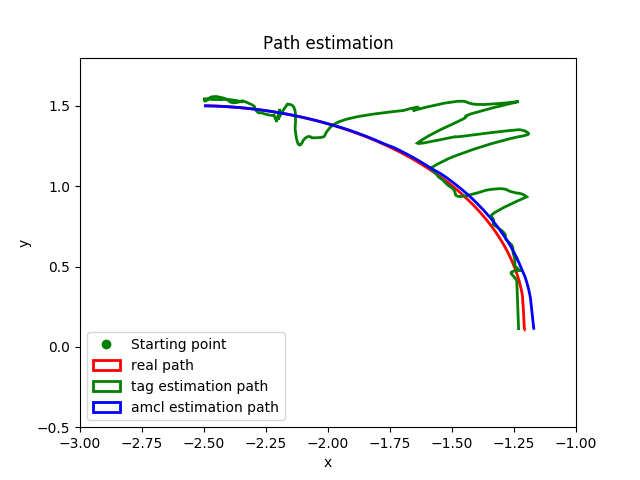 Path estimation
y
1.5
1.0
0.5
0.0
−0.5
Starting point
real path
tag estimation path
amcl estimation path
−3.00 −2.75 −2.50 −2.25 −2.00 −1.75 −1.50 −1.25 −1.00
x